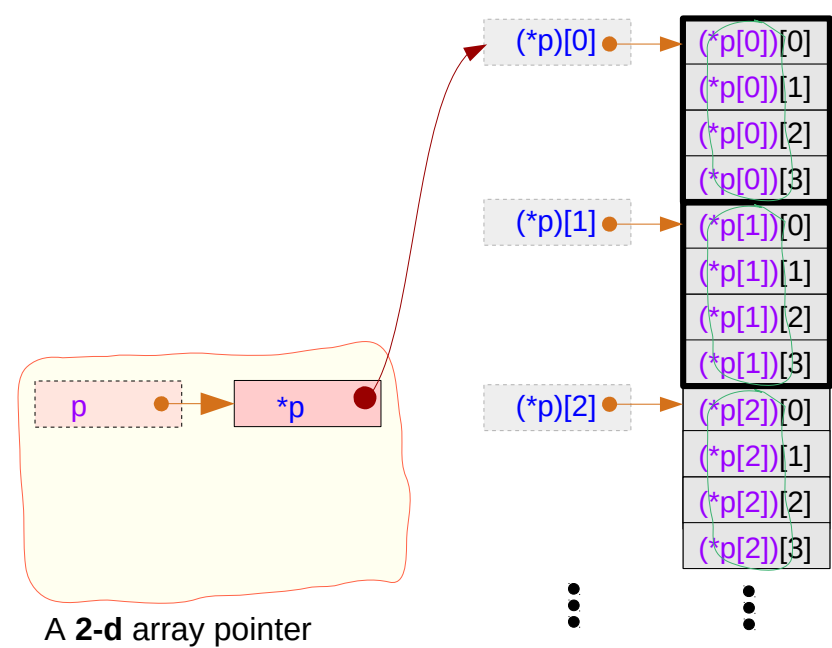 (*p)[0] (*p[0])[0]
(*p[0])[1]
(*p[0])[2]
(*p[0])[3]
(*p)[1] (*p[1])[0]
(*p[1])[1]
(*p[1])[2]
(*p[1])[3]
p *p (*p)[2] (*p[2])[0]
(*p[2])[1]
(*p[2])[2]
(*p[2])[3]
A 2-d array pointer